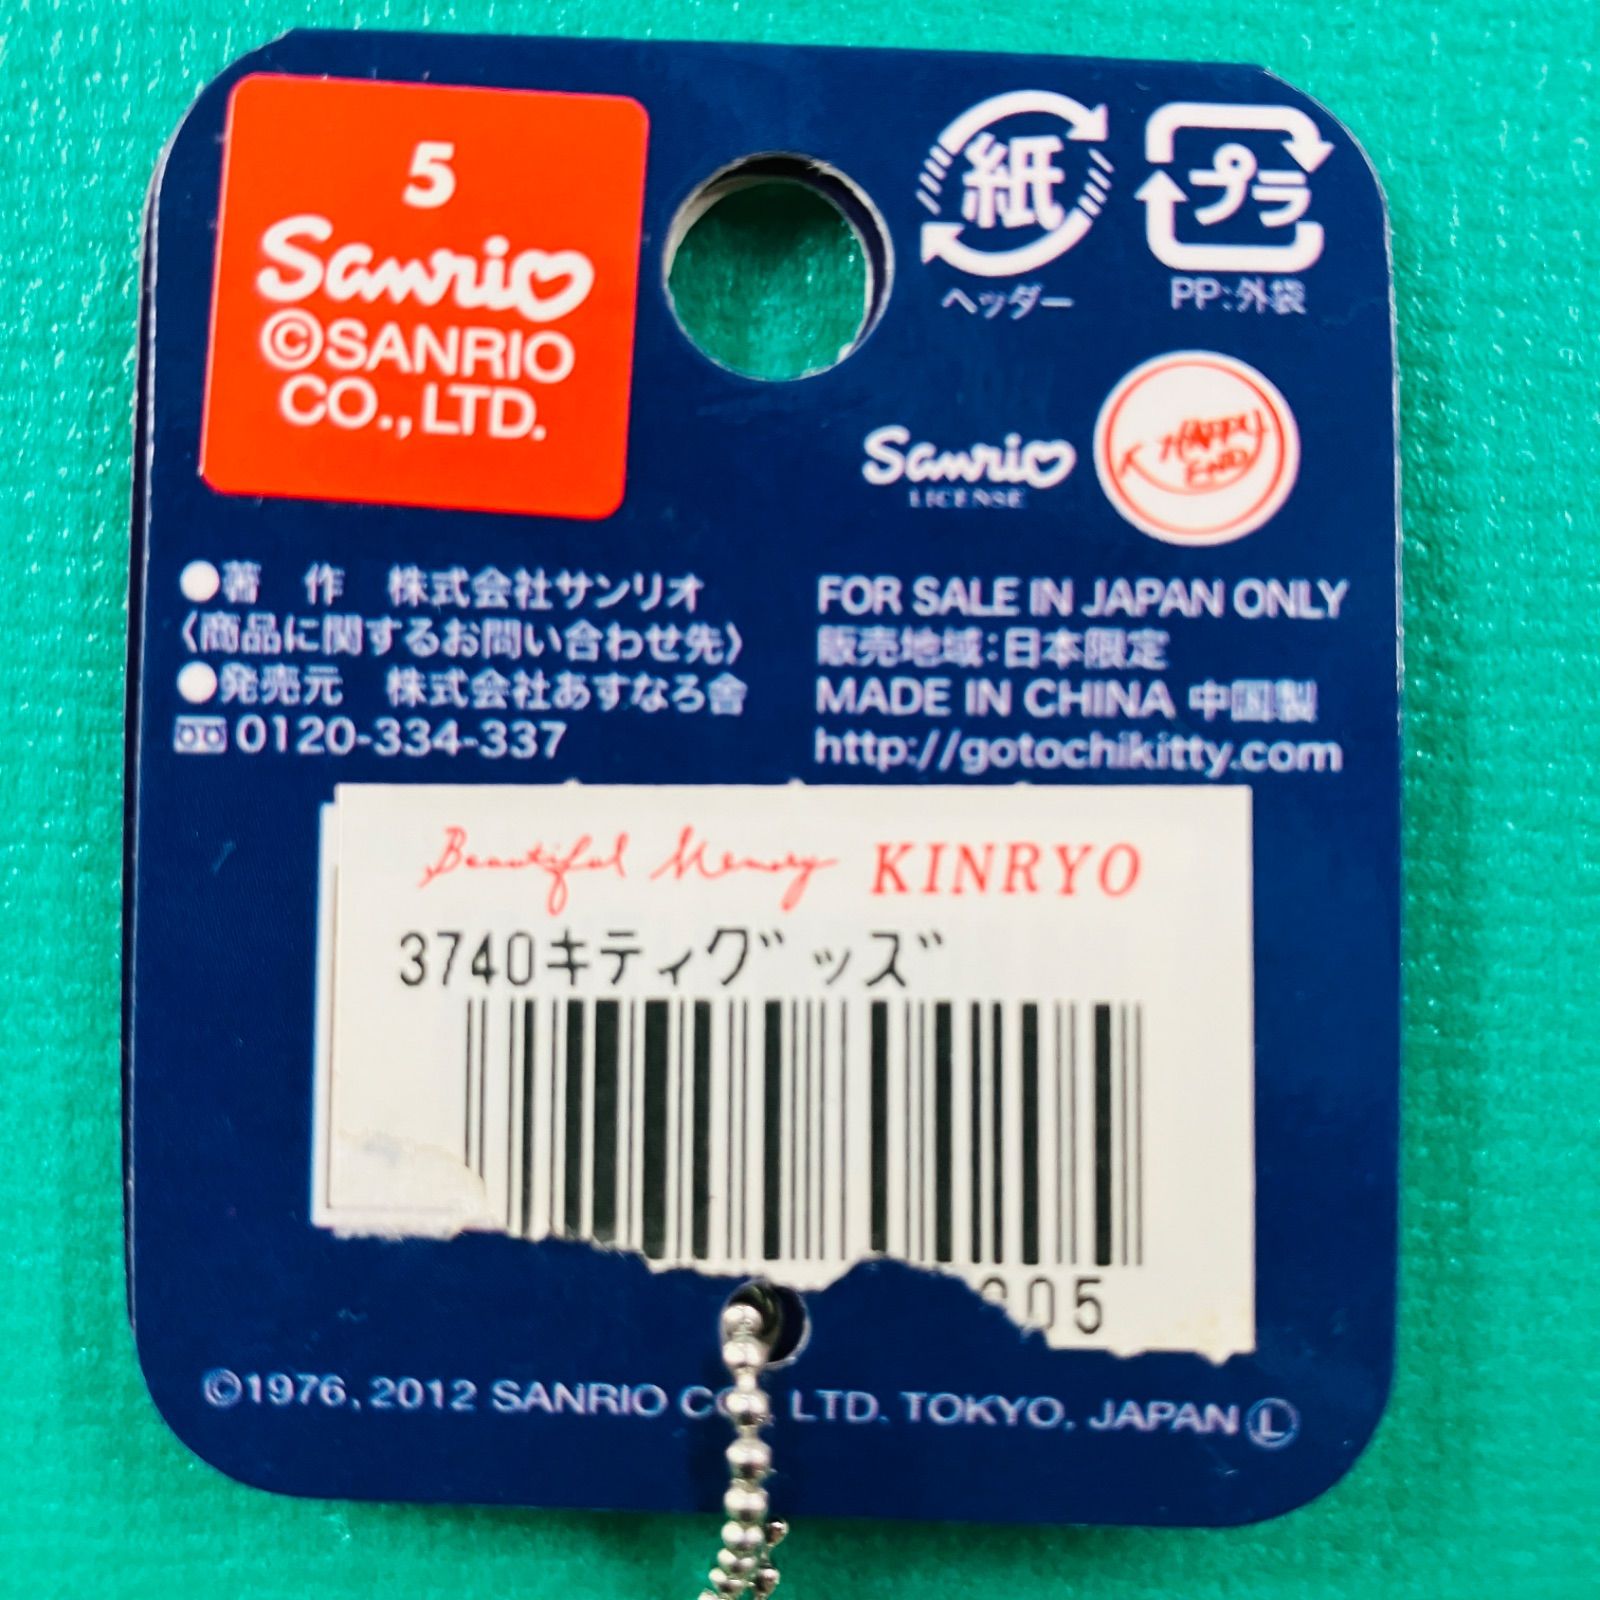 5
Sanrio
©SANRIO
CO., LTD.
紙
ヘッダー
プラ
PP:外袋
Sanrio
LICENSE
HAPPY
END
●著 作 株式会社サンリオ
〈商品に関するお問い合わせ先〉
●発売元 株式会社あすなろ舎
0120-334-337
FOR SALE IN JAPAN ONLY
販売地域:日本限定
MADE IN CHINA 中国製
http://gotochikitty.com
Beautiful Memory KINRYO
3740キティグッズ
05
©1976, 2012 SANRIO CO., LTD. TOKYO, JAPAN Ⓛ